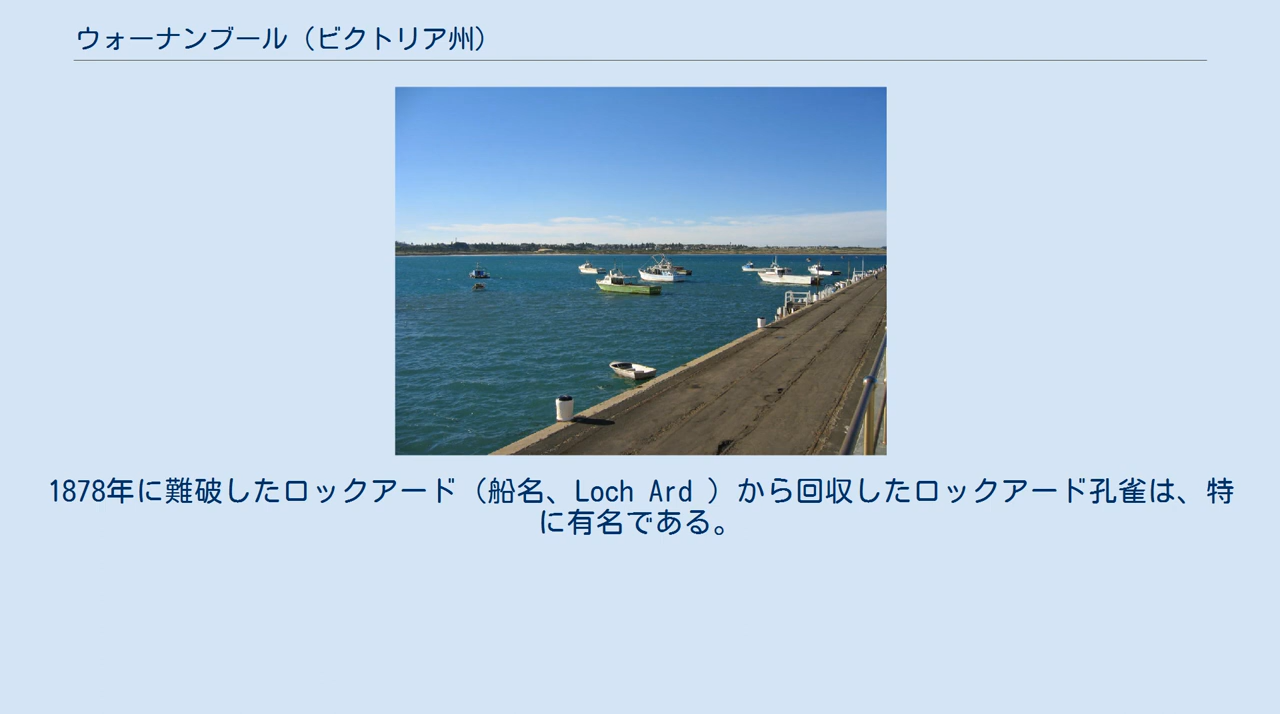 ウォーナンブール（ビクトリア州）
1878年に難破したロックアード（船名、Loch Ard ）から回収したロックアード孔雀は、特
に有名である。